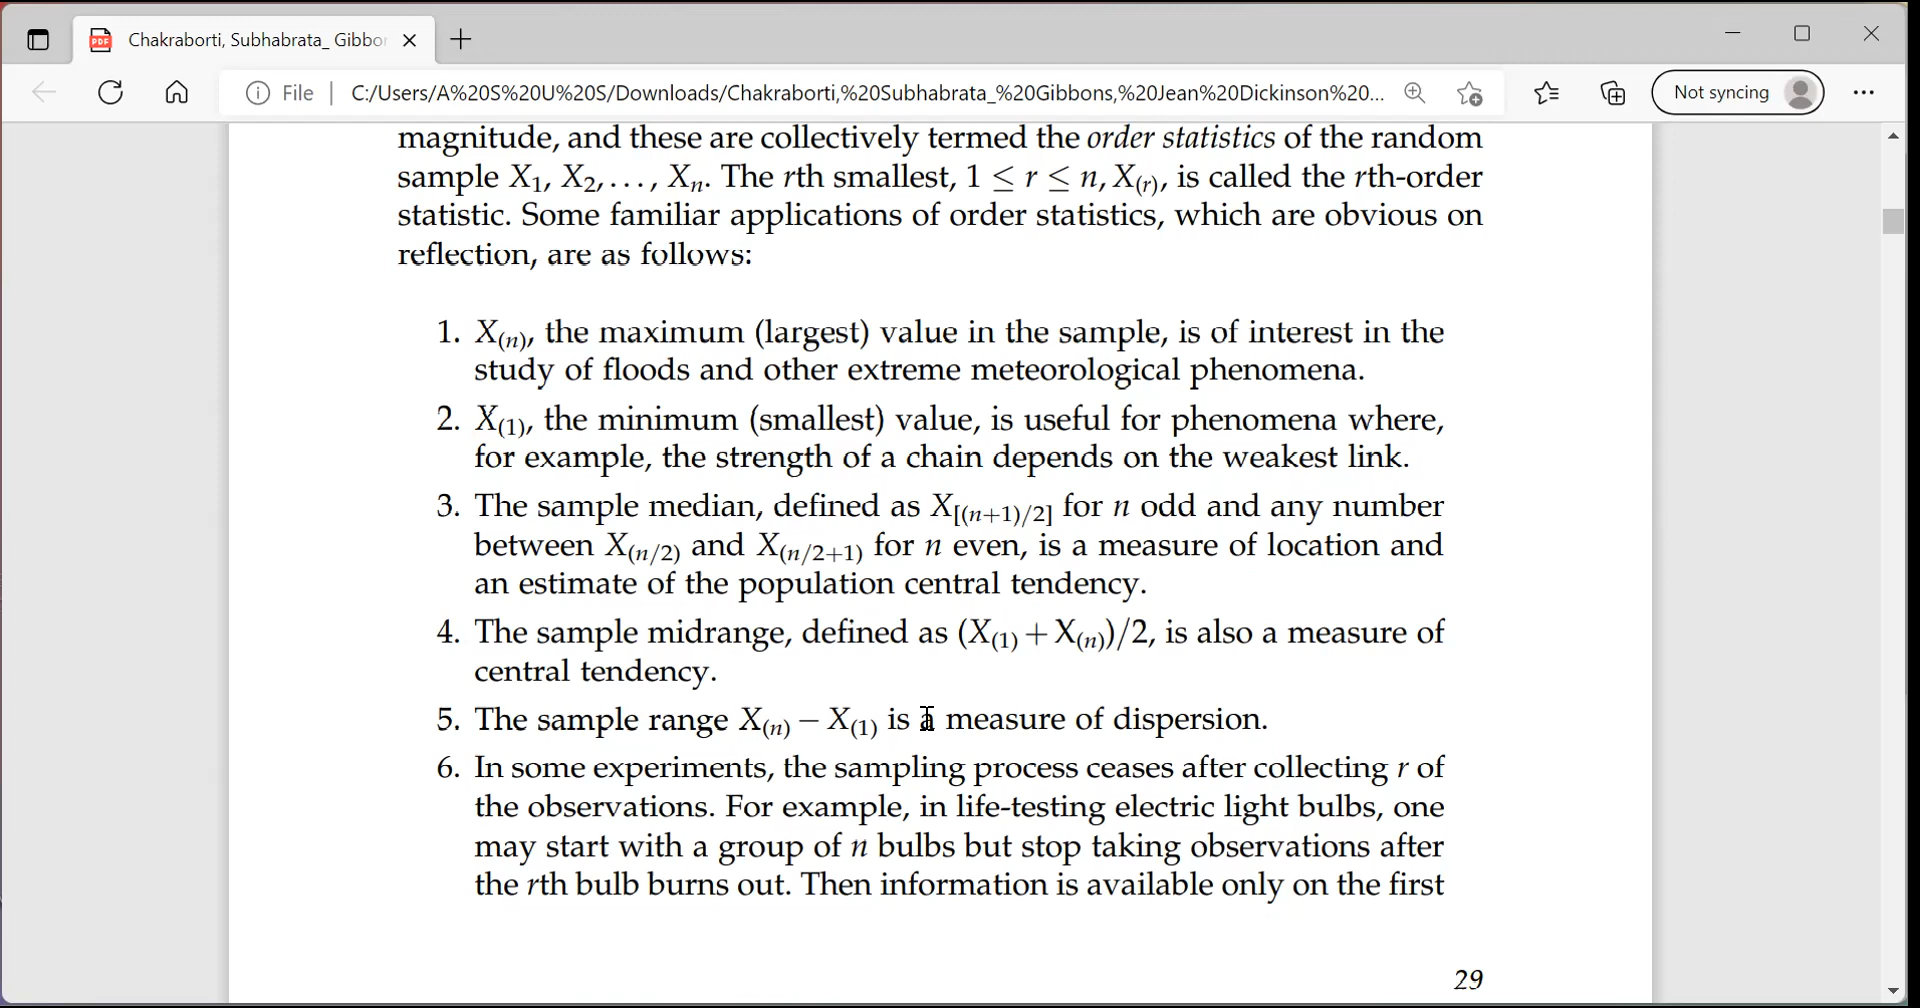 Chakraborti, Subhabrata_ Gibbo
File | C:/Users/A%20S%20U%20S/Downloads/Chakraborti,%20Subhabrata_%20Gibbons,%20Jean%20Dickinson%20... Not syncing
magnitude, and these are collectively termed the order statistics of the random
sample X₁, X₂,..., Xₙ. The rth smallest, 1 ≤ r ≤ n, X₍ᵣ₎, is called the rth-order
statistic. Some familiar applications of order statistics, which are obvious on
reflection, are as follows:
1. X₍ₙ₎, the maximum (largest) value in the sample, is of interest in the
study of floods and other extreme meteorological phenomena.
2. X₍₁₎, the minimum (smallest) value, is useful for phenomena where,
for example, the strength of a chain depends on the weakest link.
3. The sample median, defined as X_[(n+1)/2] for n odd and any number
between X_(n/2) and X_(n/2+1) for n even, is a measure of location and
an estimate of the population central tendency.
4. The sample midrange, defined as (X₍₁₎ + X₍ₙ₎)/2, is also a measure of
central tendency.
5. The sample range X₍ₙ₎ − X₍₁₎ is a measure of dispersion.
6. In some experiments, the sampling process ceases after collecting r of
the observations. For example, in life-testing electric light bulbs, one
may start with a group of n bulbs but stop taking observations after
the rth bulb burns out. Then information is available only on the first
29